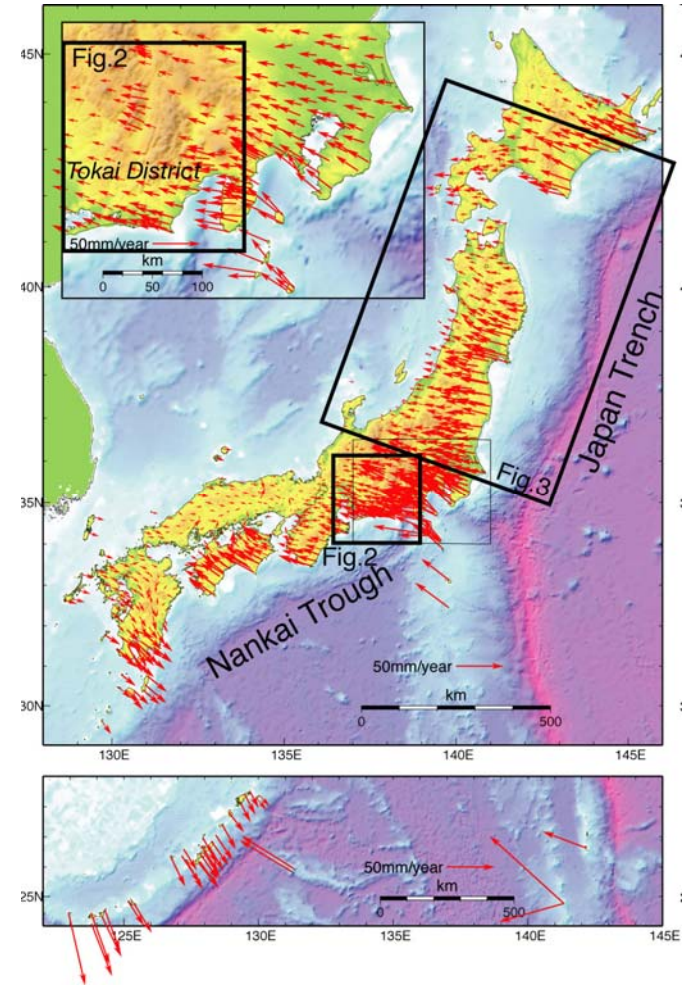 45N
Fig.2
Tokai District
50mm/year
km
0 50 100
40N
Japan Trench
Fig.3
35N
Fig.2
Nankai Trough
50mm/year
km
0 500
30N
130E 135E 140E 145E
50mm/year
km
0 500
25N
125E 130E 135E 140E 145E